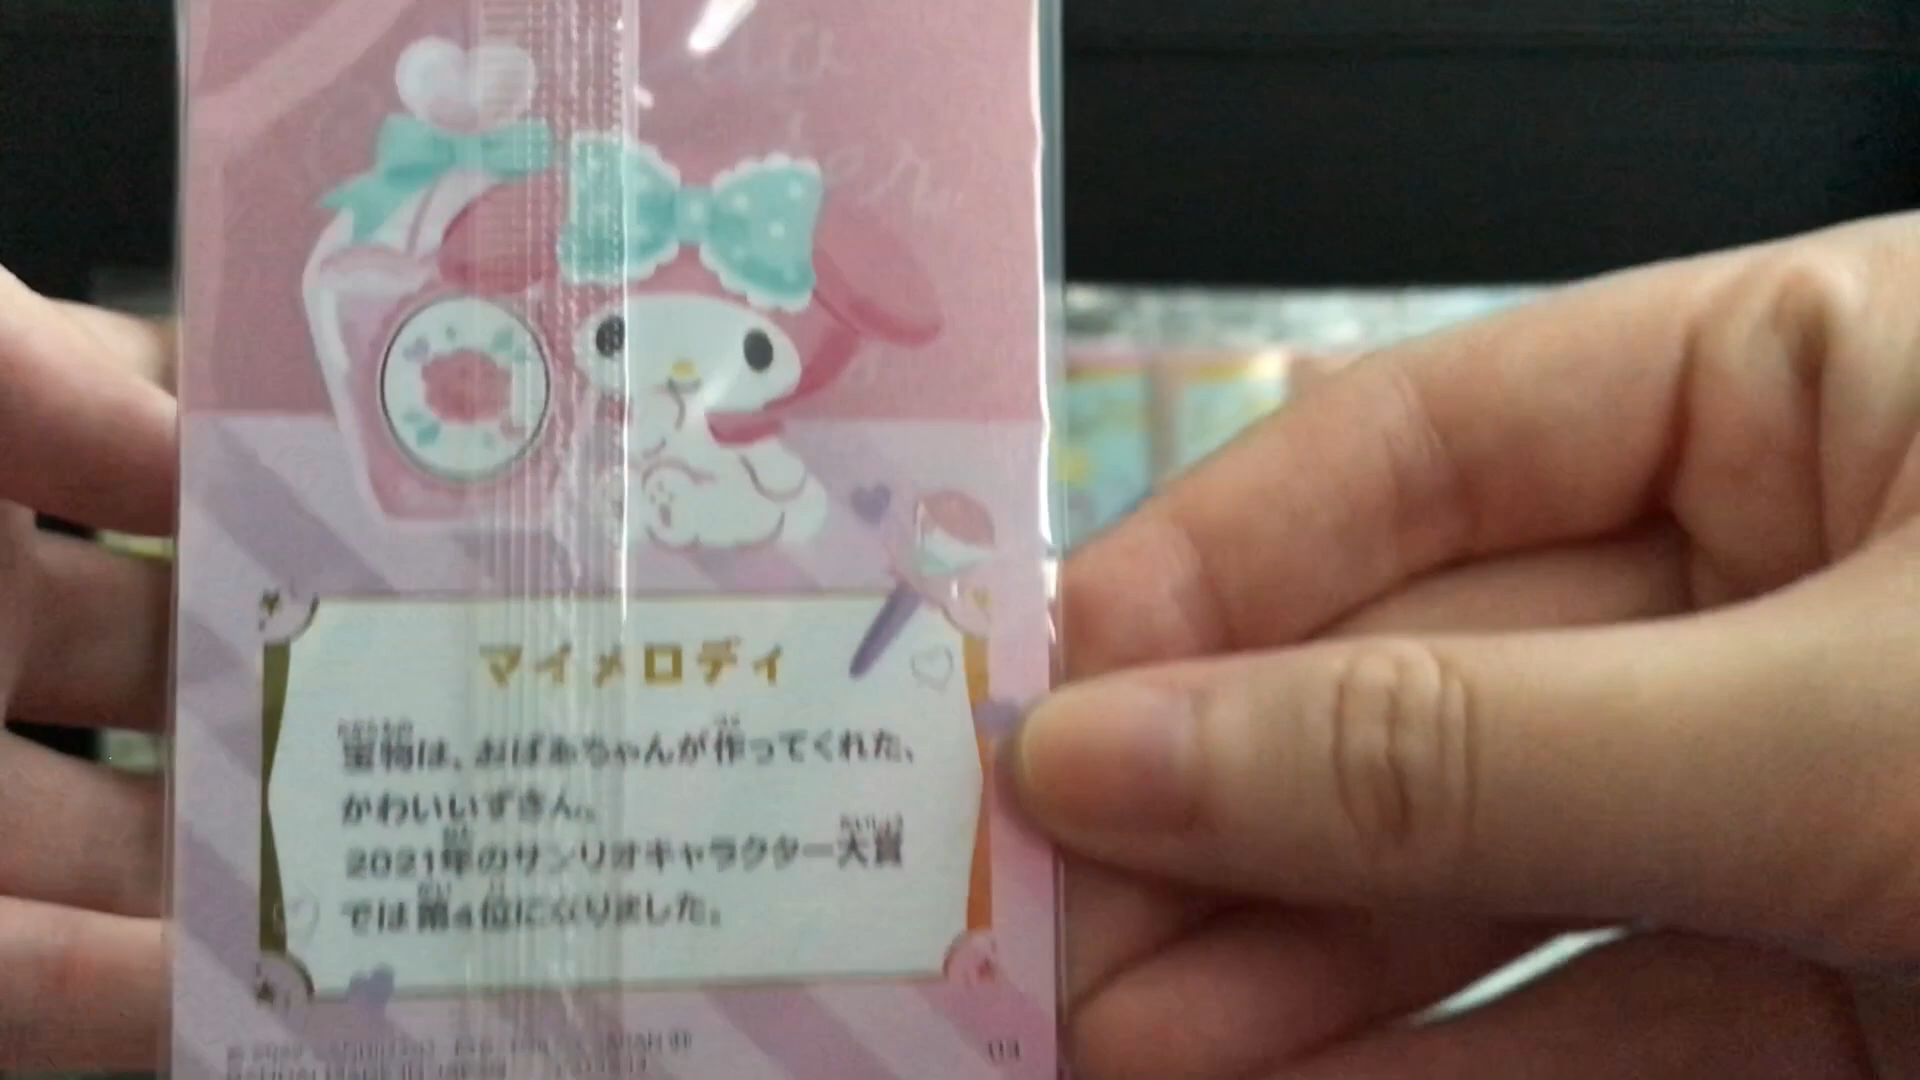 マイメロディ
宝物は、おばあちゃんが作ってくれた、
かわいいずきん。
2021年のサンリオキャラクター大賞
では第4位になりました。
03